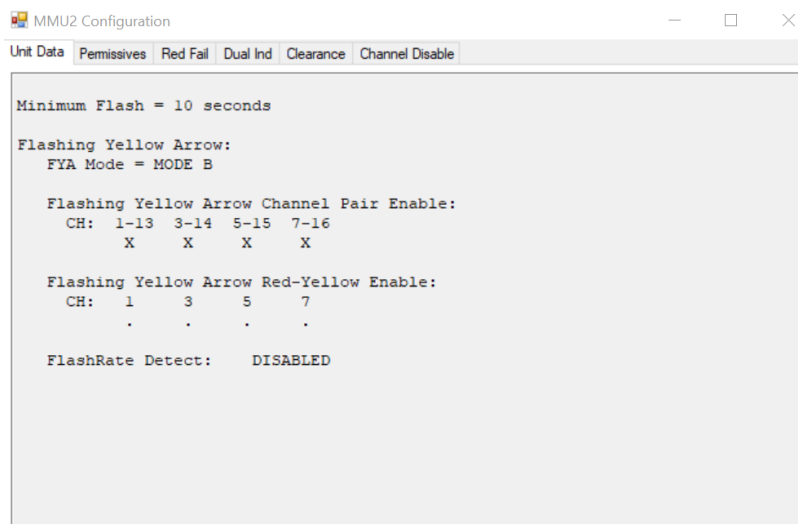 MMU2 Configuration
Unit Data Permissives Red Fail Dual Ind Clearance Channel Disable
Minimum Flash = 10 seconds
Flashing Yellow Arrow:
FYA Mode = MODE B
Flashing Yellow Arrow Channel Pair Enable:
CH: 1-13 3-14 5-15 7-16
X X X X
Flashing Yellow Arrow Red-Yellow Enable:
CH: 1 3 5 7
. . . .
FlashRate Detect: DISABLED